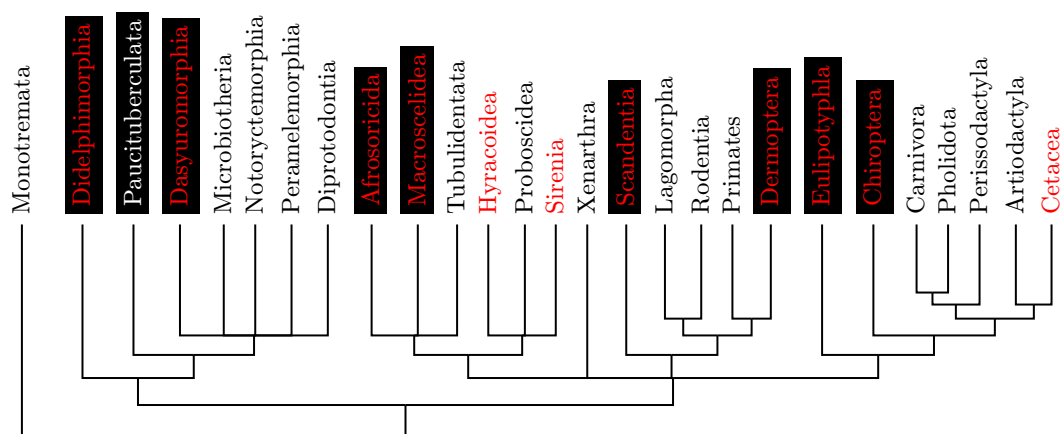 Monotremata
Didelphimorphia
Paucituberculata
Dasyuromorphia
Microbiotheria
Notoryctemorphia
Peramelemorphia
Diprotodontia
Afrosoricida
Macroscelidea
Tubulidentata
Hyracoidea
Proboscidea
Sirenia
Xenarthra
Scandentia
Lagomorpha
Rodentia
Primates
Dermoptera
Eulipotyphla
Chiroptera
Carnivora
Pholidota
Perissodactyla
Artiodactyla
Cetacea